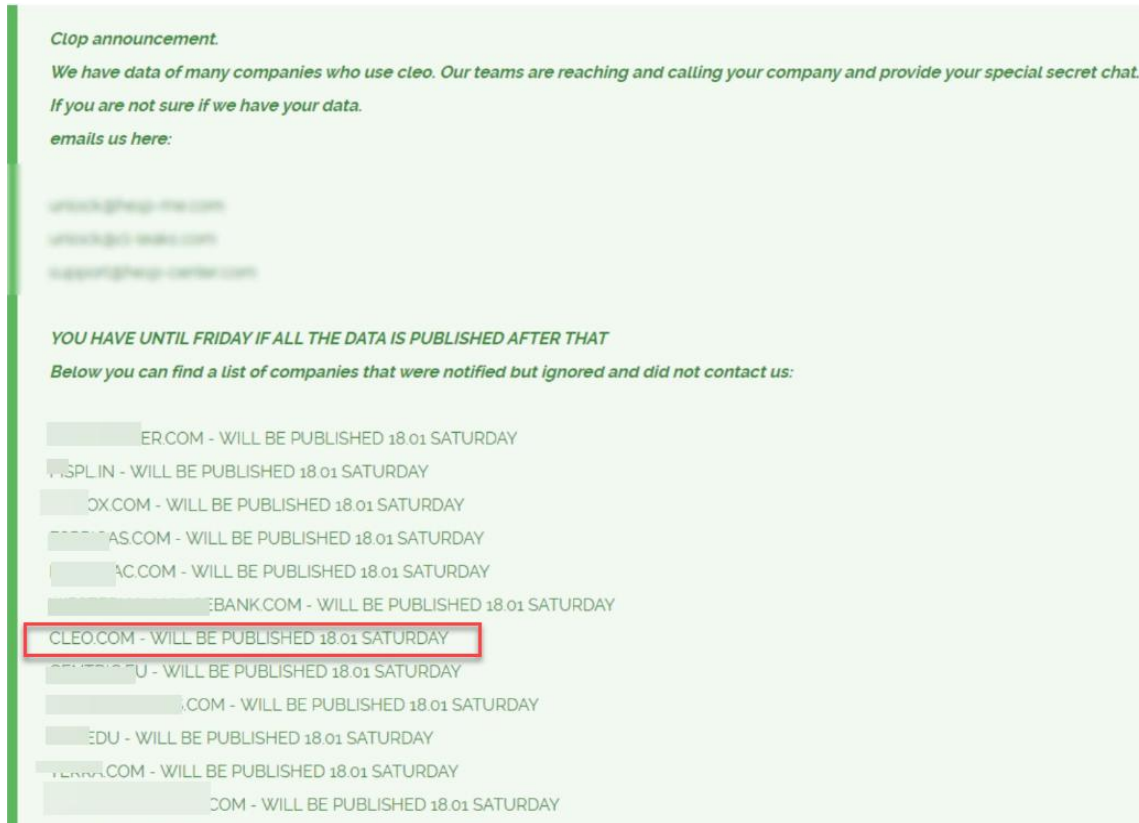 Cl0p announcement.
We have data of many companies who use cleo. Our teams are reaching and calling your company and provide your special secret chat.
If you are not sure if we have your data.
emails us here:
YOU HAVE UNTIL FRIDAY IF ALL THE DATA IS PUBLISHED AFTER THAT
Below you can find a list of companies that were notified but ignored and did not contact us:
ER.COM - WILL BE PUBLISHED 18.01 SATURDAY
SPL.IN - WILL BE PUBLISHED 18.01 SATURDAY
OX.COM - WILL BE PUBLISHED 18.01 SATURDAY
AS.COM - WILL BE PUBLISHED 18.01 SATURDAY
AC.COM - WILL BE PUBLISHED 18.01 SATURDAY
EBANK.COM - WILL BE PUBLISHED 18.01 SATURDAY
CLEO.COM - WILL BE PUBLISHED 18.01 SATURDAY
U - WILL BE PUBLISHED 18.01 SATURDAY
.COM - WILL BE PUBLISHED 18.01 SATURDAY
EDU - WILL BE PUBLISHED 18.01 SATURDAY
.COM - WILL BE PUBLISHED 18.01 SATURDAY
COM - WILL BE PUBLISHED 18.01 SATURDAY